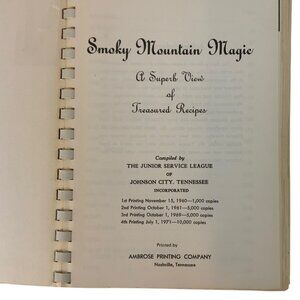 Smoky Mountain Magic
A Superb View
of
Treasured Recipes
Compiled by
THE JUNIOR SERVICE LEAGUE
OF
JOHNSON CITY, TENNESSEE
INCORPORATED
1st Printing November 15, 1960—1,000 copies
2nd Printing October 1, 1961—5,000 copies
3rd Printing October 1, 1969—5,000 copies
4th Printing July 1, 1971—10,000 copies
Printed by
AMBROSE PRINTING COMPANY
Nashville, Tennessee